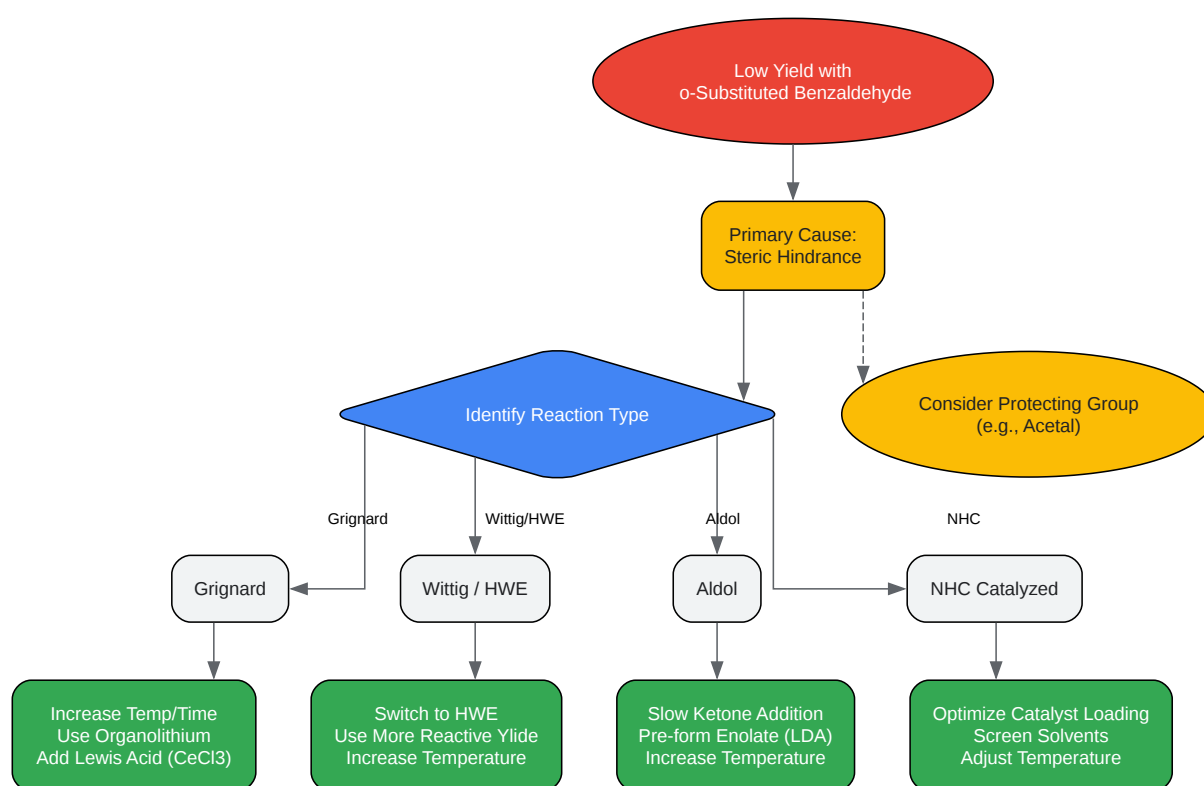 Low Yield with
o-Substituted Benzaldehyde
Primary Cause:
Steric Hindrance
Identify Reaction Type
Consider Protecting Group
(e.g., Acetal)
Grignard
Wittig/HWE
Aldol
NHC
Grignard
Wittig / HWE
Aldol
NHC Catalyzed
Increase Temp/Time
Use Organolithium
Add Lewis Acid (CeCl3)
Switch to HWE
Use More Reactive Ylide
Increase Temperature
Slow Ketone Addition
Pre-form Enolate (LDA)
Increase Temperature
Optimize Catalyst Loading
Screen Solvents
Adjust Temperature